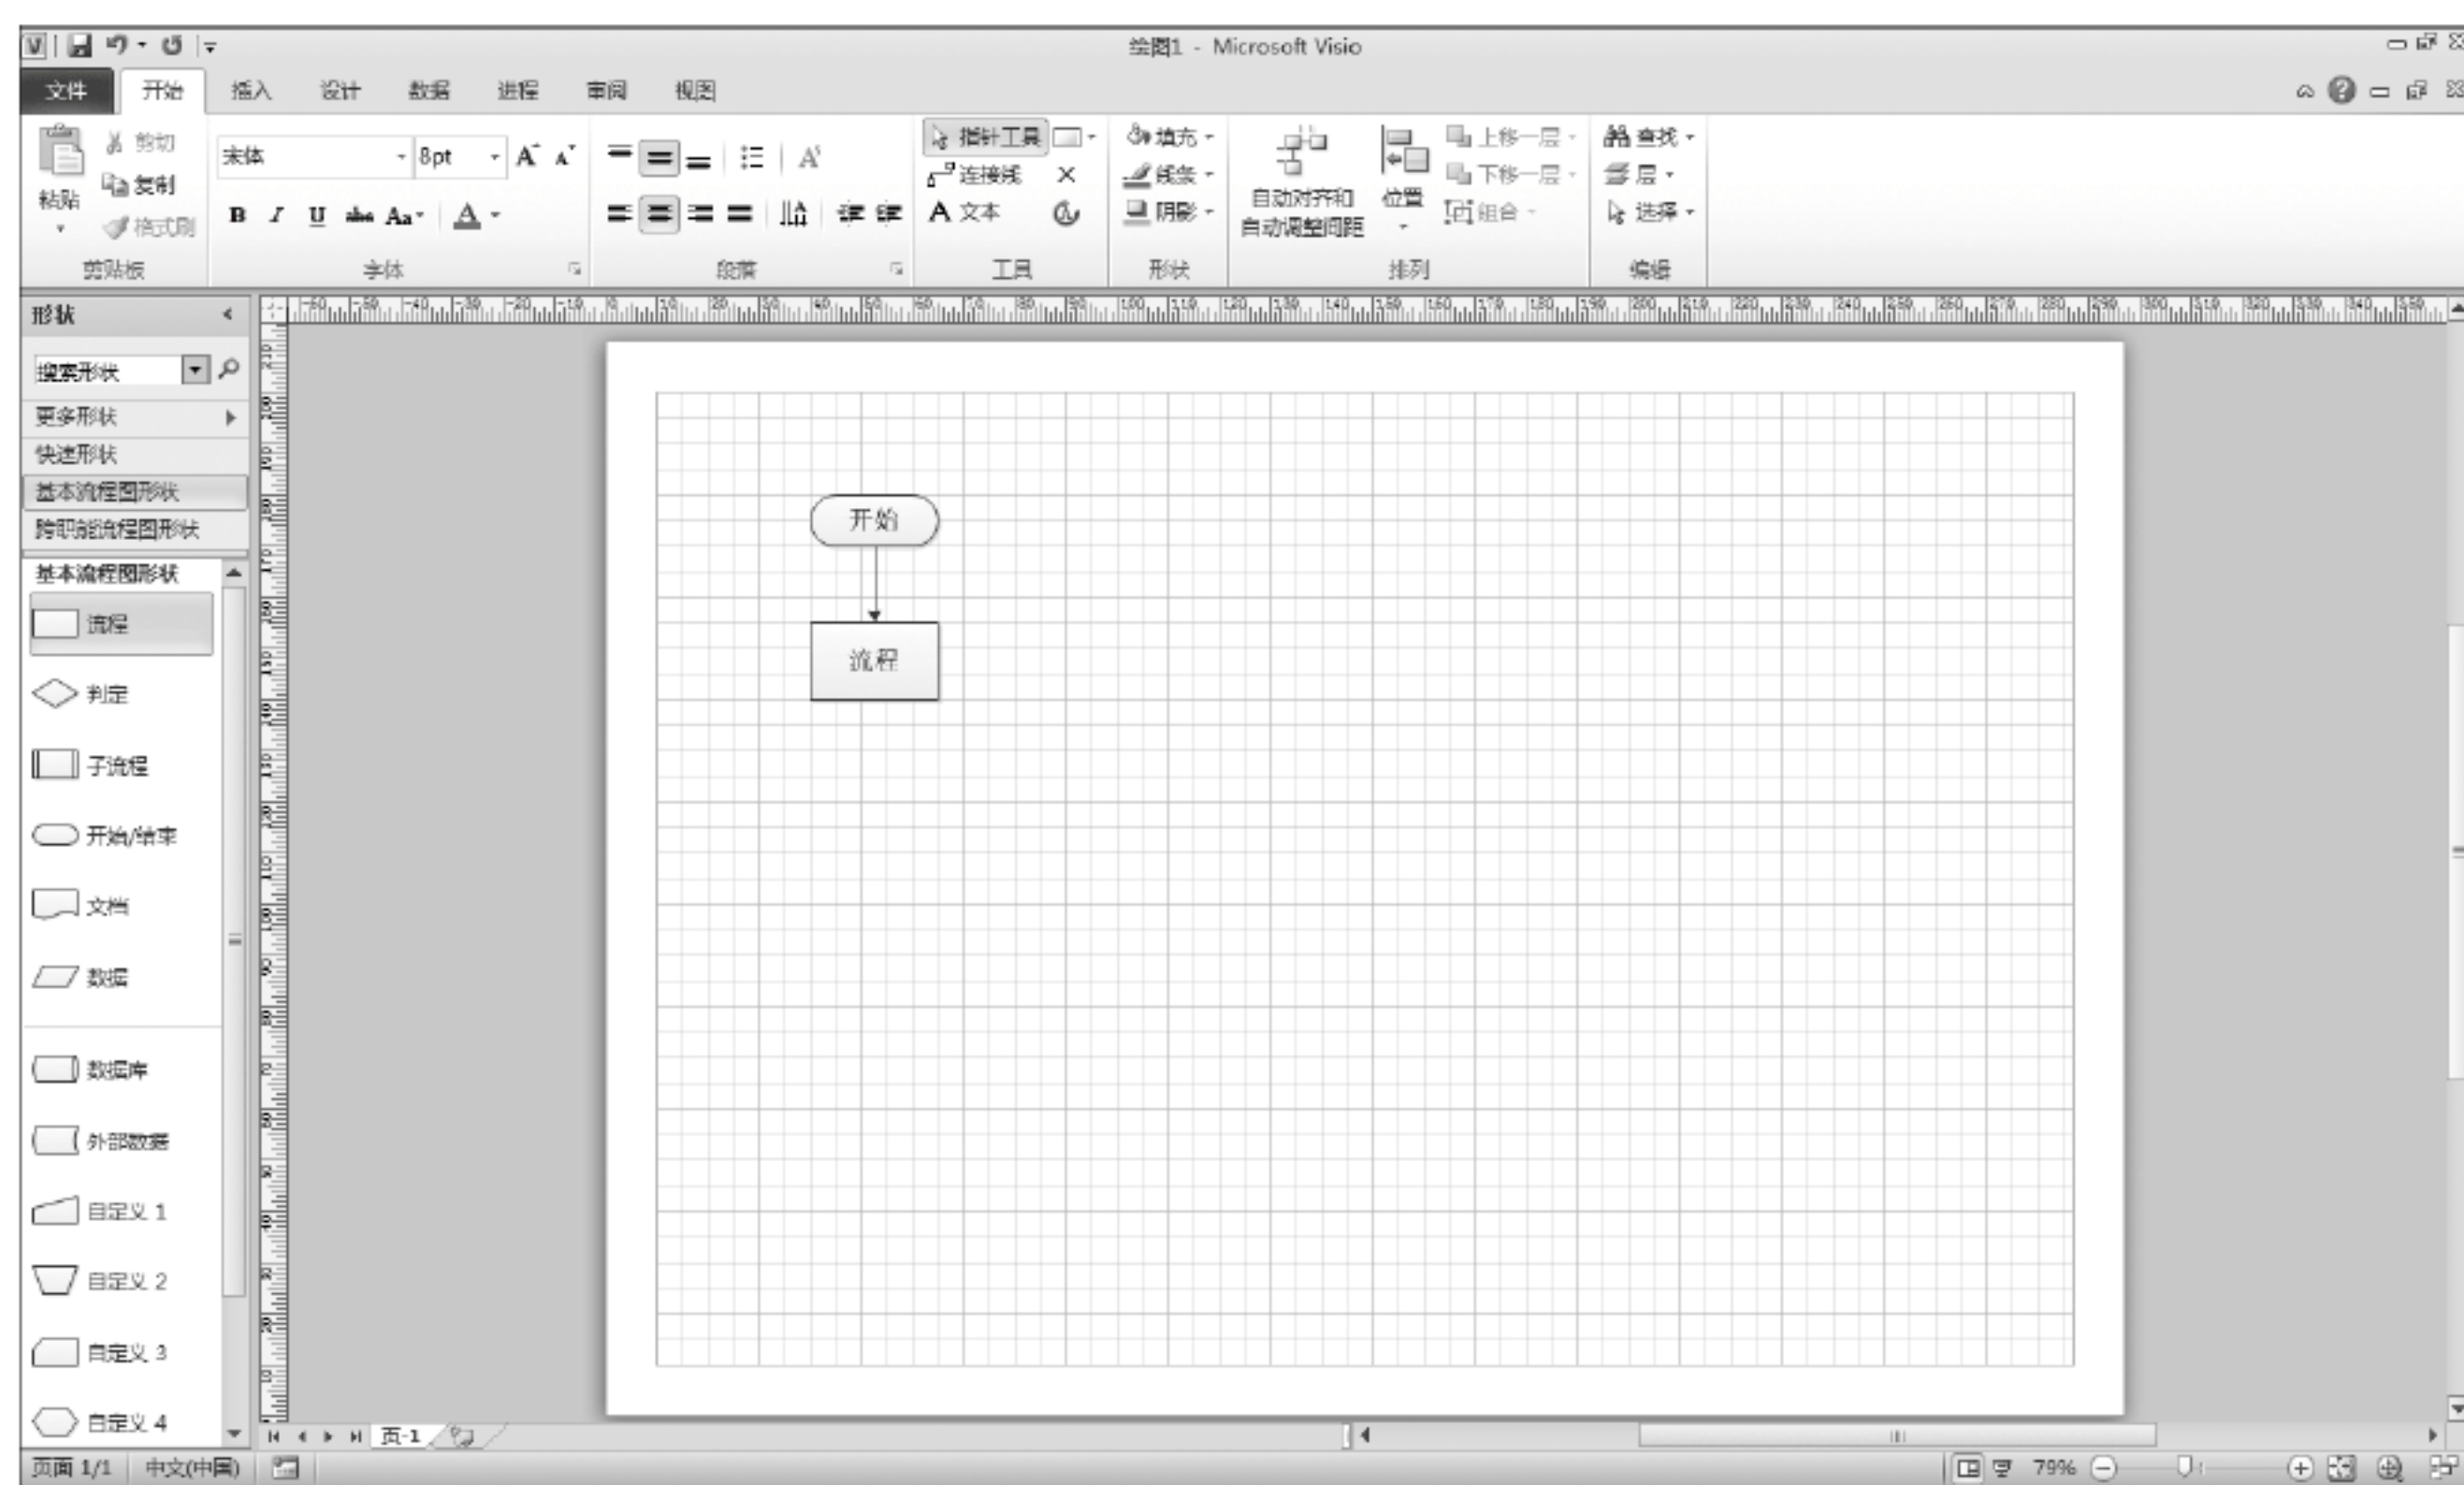 绘图1 - Microsoft Visio
文件 开始 插入 设计 数据 进程 审阅 视图
粘贴 剪切 复制 格式刷
剪贴板
宋体 8pt
B I U abc Aa A
字体
段落
指针工具
连接线
A 文本
工具
填充
线条
阴影
形状
自动对齐和
自动调整间距
位置
上移一层
下移一层
组合
排列
查找
层
选择
编辑
形状
搜索形状
更多形状
快速形状
基本流程图形状
跨职能流程图形状
基本流程图形状
流程
判定
子流程
开始/结束
文档
数据
数据库
外部数据
自定义 1
自定义 2
自定义 3
自定义 4
开始
流程
页-1
页面 1/1 中文(中国) 79%